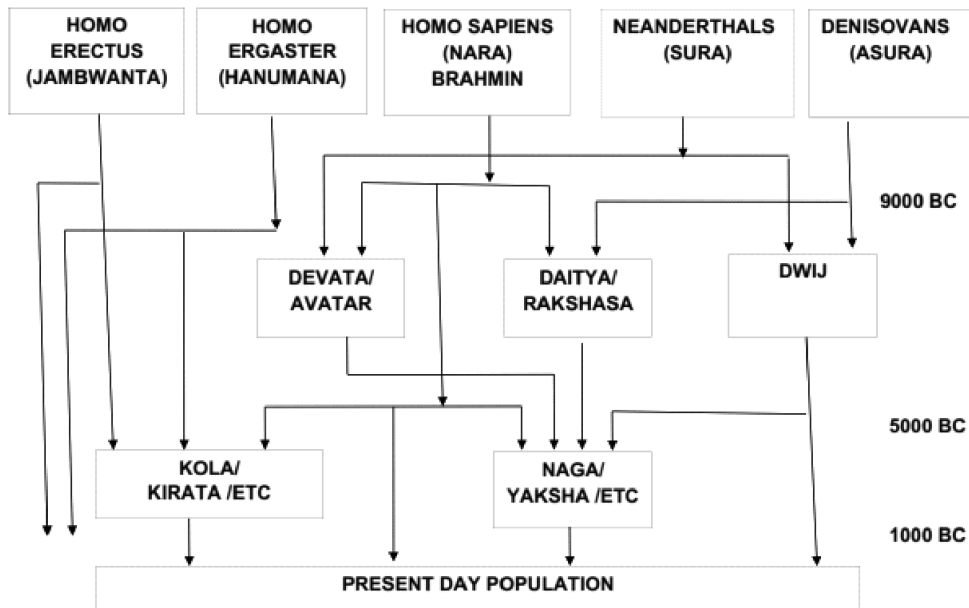 HOMO
ERECTUS
(JAMBWANTA)
HOMO
ERGASTER
(HANUMANA)
HOMO SAPIENS
(NARA)
BRAHMIN
NEANDERTHALS
(SURA)
DENISOVANS
(ASURA)
9000 BC
DEVATA/
AVATAR
DAITYA/
RAKSHASA
DWIJ
5000 BC
KOLA/
KIRATA /ETC
NAGA/
YAKSHA /ETC
1000 BC
PRESENT DAY POPULATION